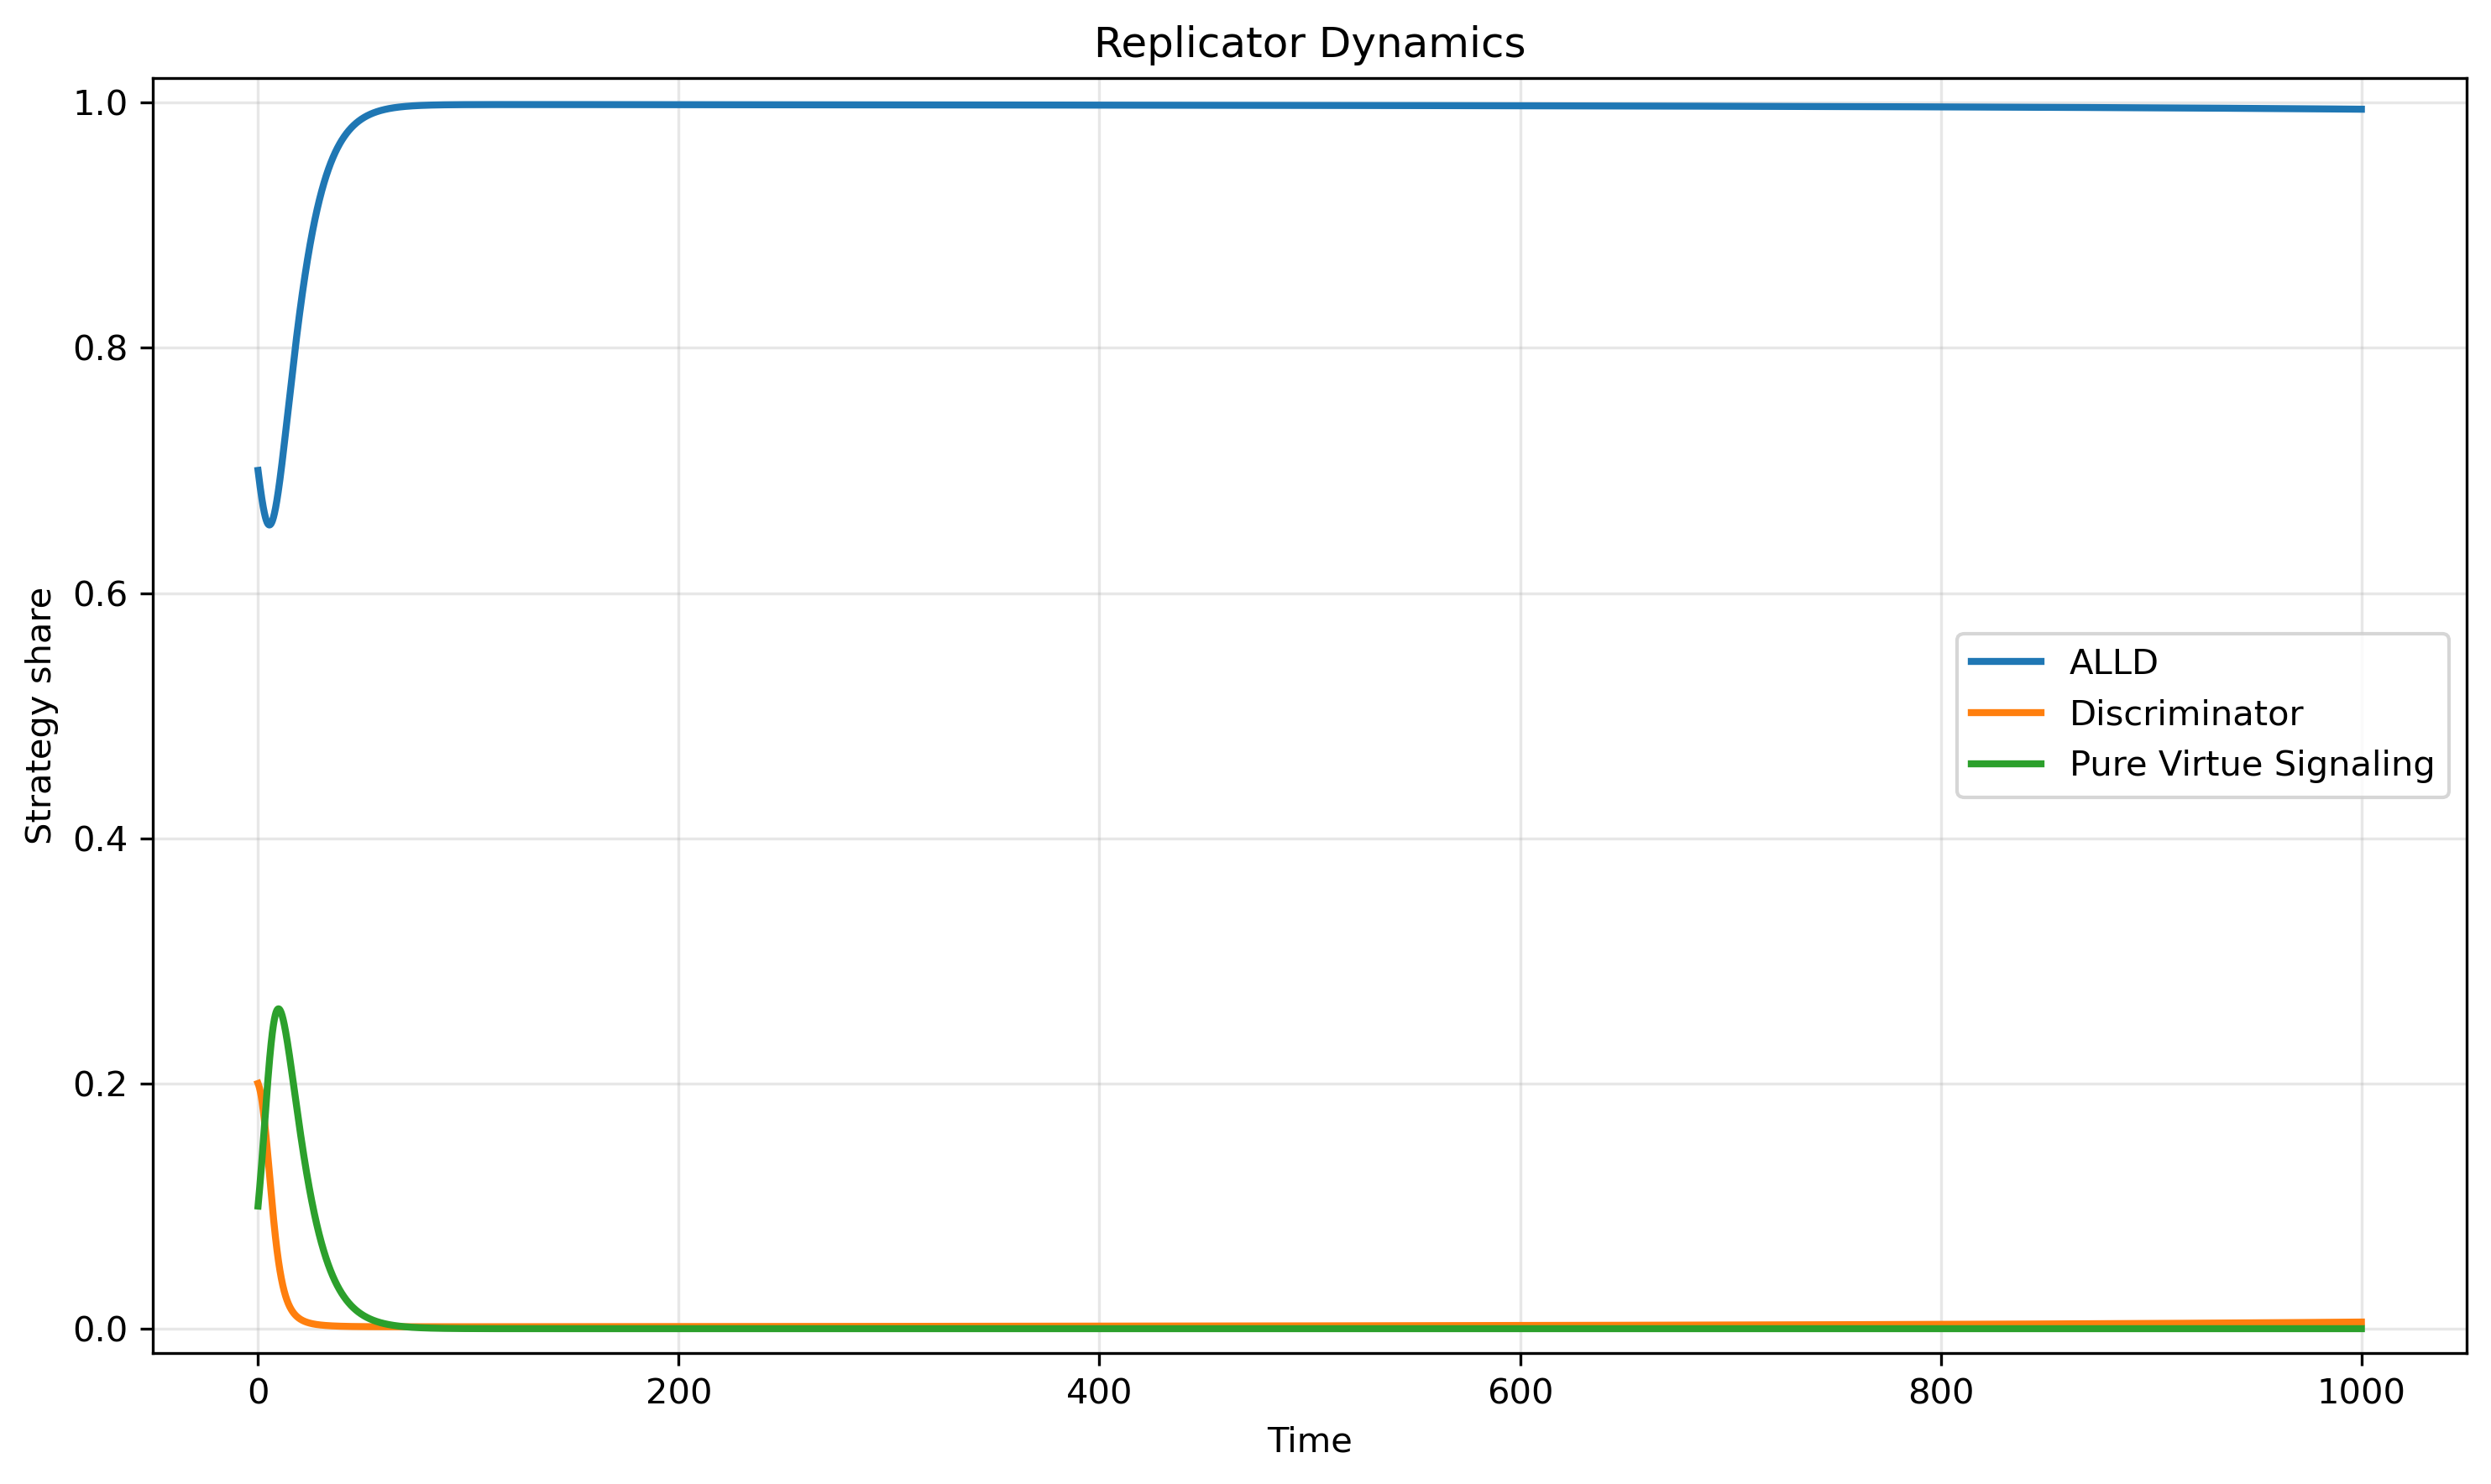 Replicator Dynamics
Strategy share
1.0
0.8
0.6
0.4
0.2
0.0
ALLD
Discriminator
Pure Virtue Signaling
0 200 400 600 800 1000
Time